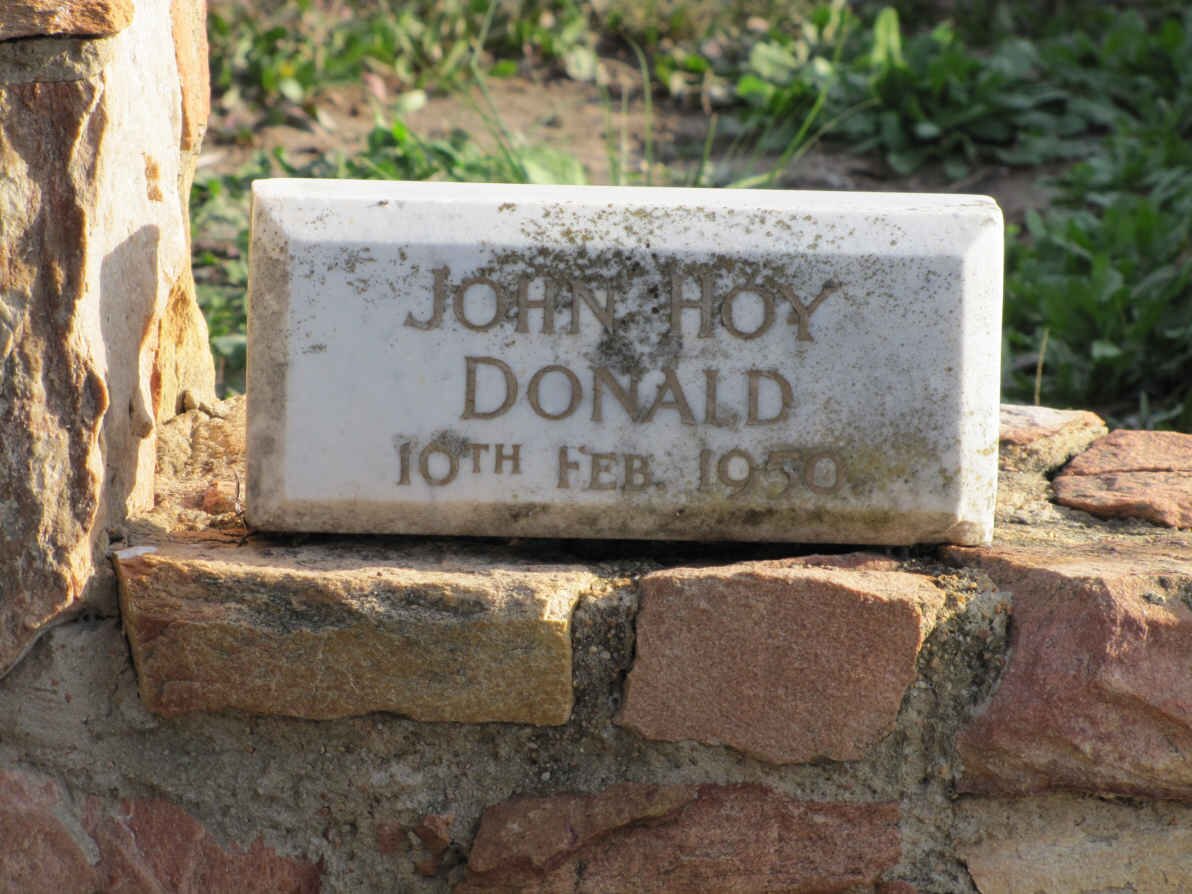 JOHN HOY
DONALD
10TH FEB. 1950